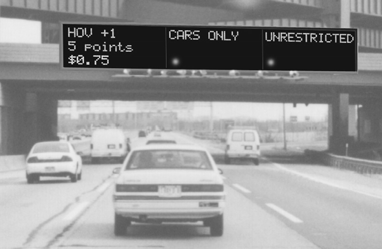 HOV +1
5 points
$0.75
CARS ONLY
UNRESTRICTED